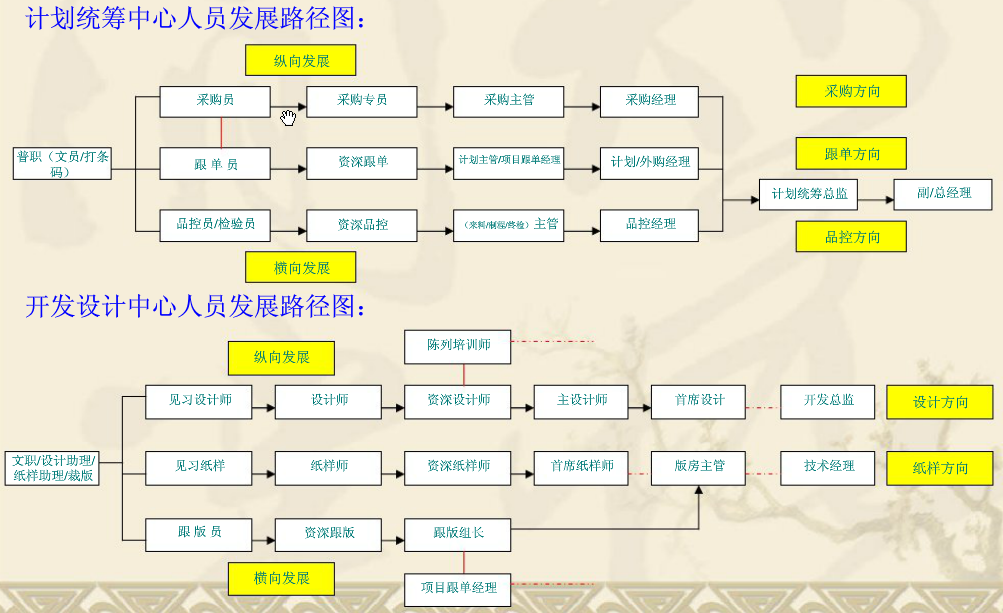 计划统筹中心人员发展路径图：
纵向发展
采购员
采购专员
采购主管
采购经理
采购方向
普职（文员/打条
码）
跟 单 员
资深跟单
计划主管/项目跟单经理
计划/外购经理
跟单方向
计划统筹总监
副/总经理
品控员/检验员
资深品控
（来料/制程/终检）主管
品控经理
品控方向
横向发展
开发设计中心人员发展路径图：
陈列培训师
纵向发展
见习设计师
设计师
资深设计师
主设计师
首席设计
开发总监
设计方向
文职/设计助理/
纸样助理/裁版
见习纸样
纸样师
资深纸样师
首席纸样师
版房主管
技术经理
纸样方向
跟 版 员
资深跟版
跟版组长
横向发展
项目跟单经理